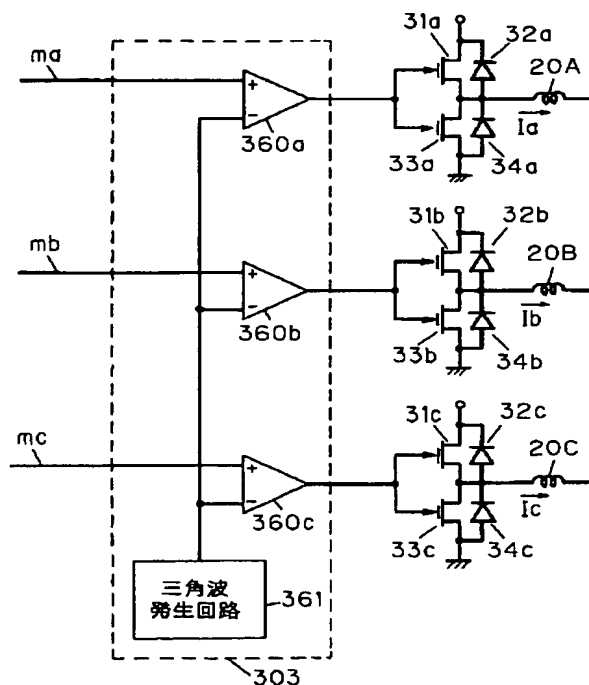 31a
32a
ma
20A
+
−
Ia
360a
33a
34a
31b
32b
mb
20B
+
−
Ib
360b
33b
34b
31c
32c
mc
20C
+
−
Ic
360c
33c
34c
三角波
発生回路
361
303